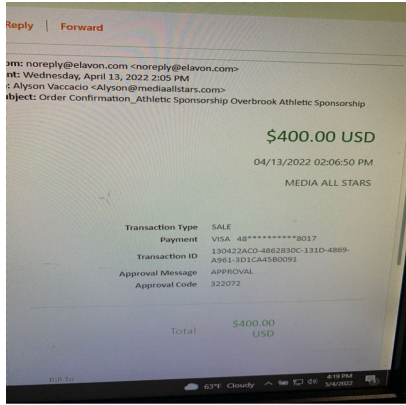 Reply | Forward
om: noreply@elavon.com <noreply@elavon.com>
nt: Wednesday, April 13, 2022 2:05 PM
: Alyson Vaccacio <Alyson@mediaallstars.com>
bject: Order Confirmation_Athletic Sponsorship Overbrook Athletic Sponsorship
$400.00 USD
04/13/2022 02:06:50 PM
MEDIA ALL STARS
Transaction Type SALE
Payment VISA 48**********8017
Transaction ID 130422AC0-4862830C-131D-4869-
A961-3D1CA45B0091
Approval Message APPROVAL
Approval Code 322072
Total $400.00
USD
Bill To
63°F Cloudy 4:19 PM
5/4/2022